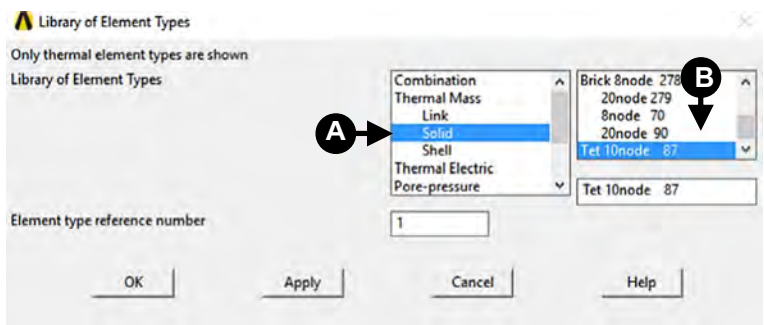 Library of Element Types
Only thermal element types are shown
Library of Element Types
Combination
Thermal Mass
Link
Solid
Shell
Thermal Electric
Pore-pressure
Brick 8node 278
20node 279
8node 70
20node 90
Tet 10node 87
Tet 10node 87
A
B
Element type reference number
1
OK
Apply
Cancel
Help